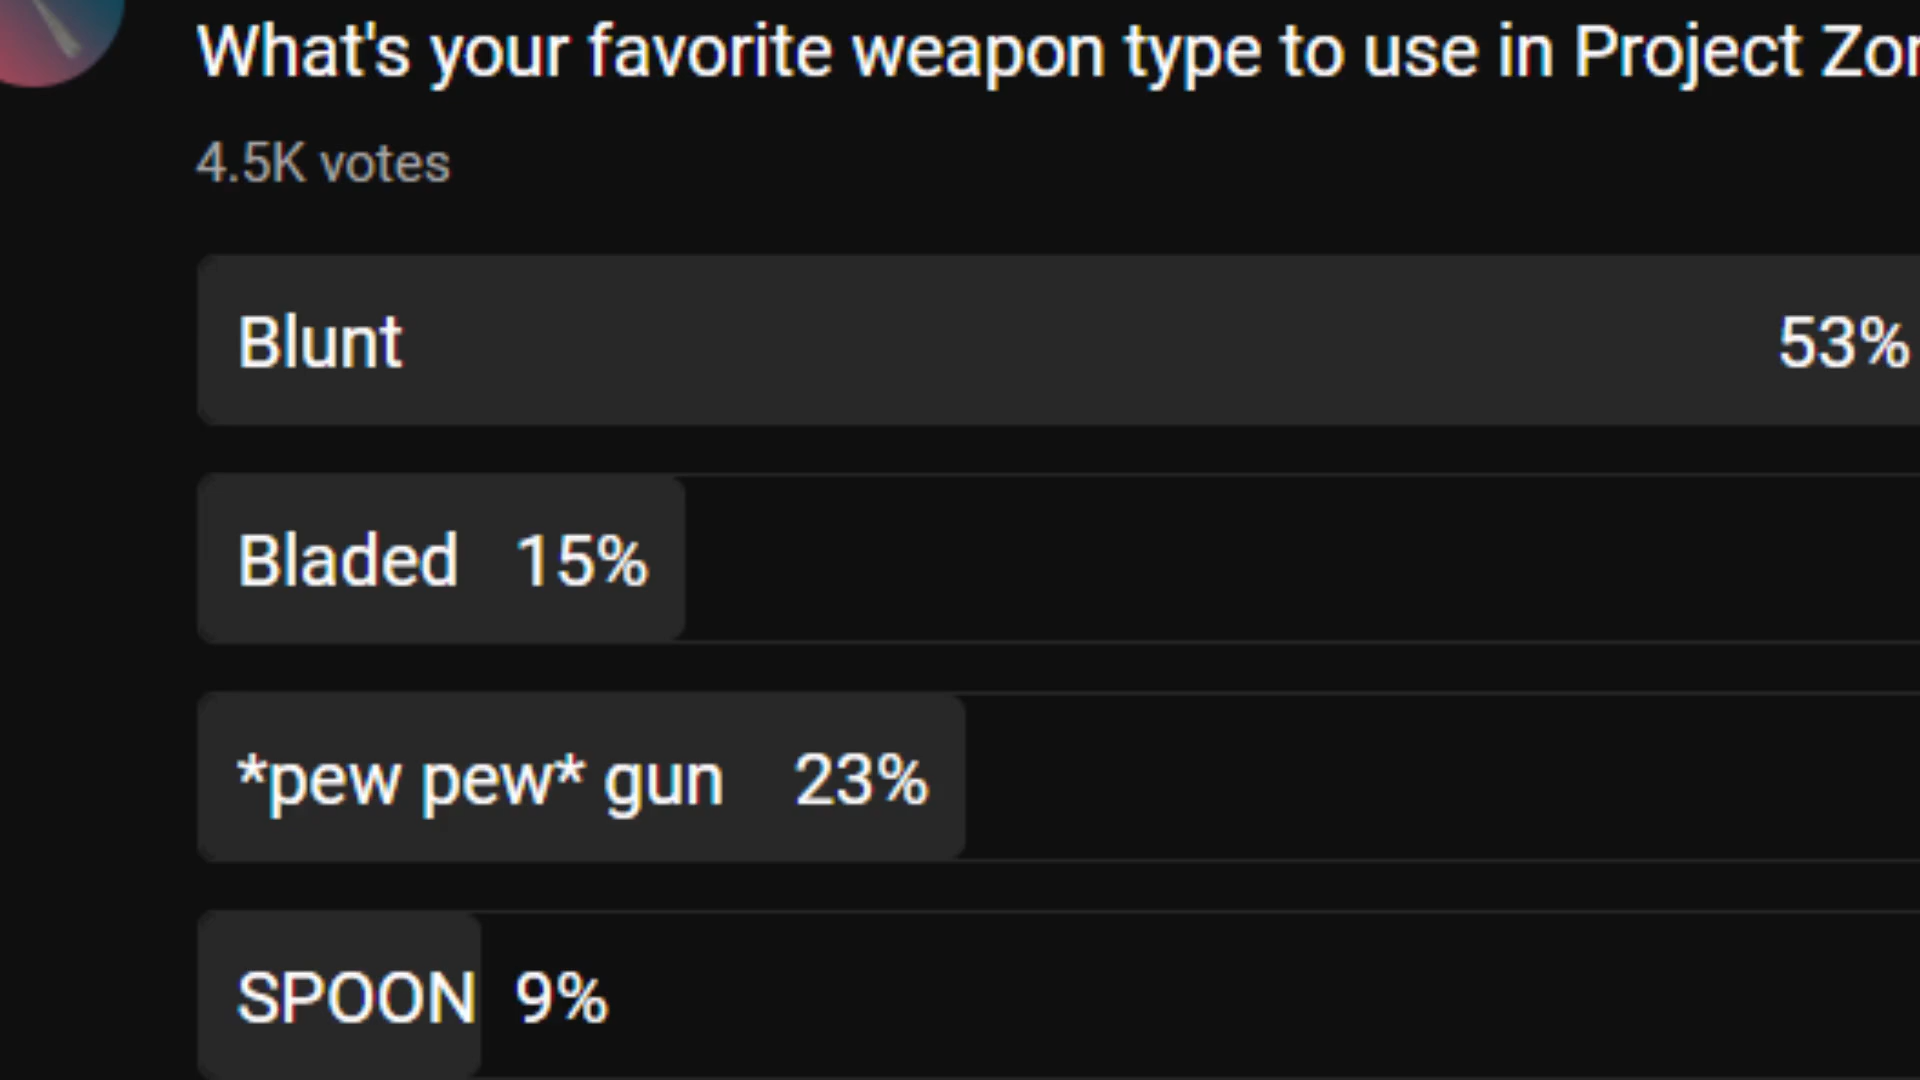 What's your favorite weapon type to use in Project
4.5K votes
Blunt 53%
Bladed 15%
*pew pew* gun 23%
SPOON 9%